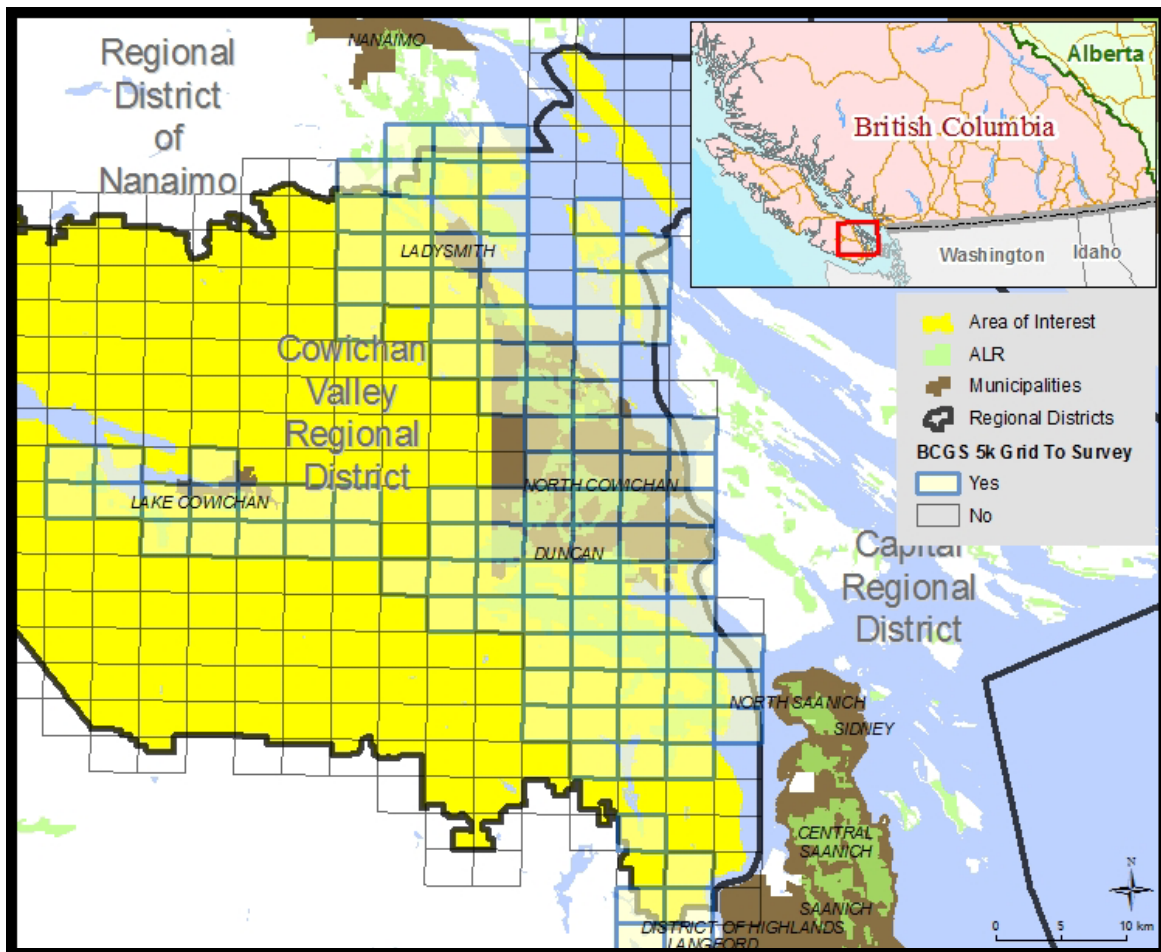 Regional
District
of
Nanaimo
NANAIMO
Alberta
British Columbia
Washington
Idaho
LADYSMITH
Area of Interest
ALR
Municipalities
Regional Districts
BCGS 5k Grid To Survey
Yes
No
Cowichan
Valley
Regional
District
LAKE COWICHAN
NORTH COWICHAN
DUNCAN
Capital
Regional
District
NORTH SAANICH
SIDNEY
CENTRAL
SAANICH
SAANICH
DISTRICT OF HIGHLANDS
LANGFORD
N
0 5 10 km